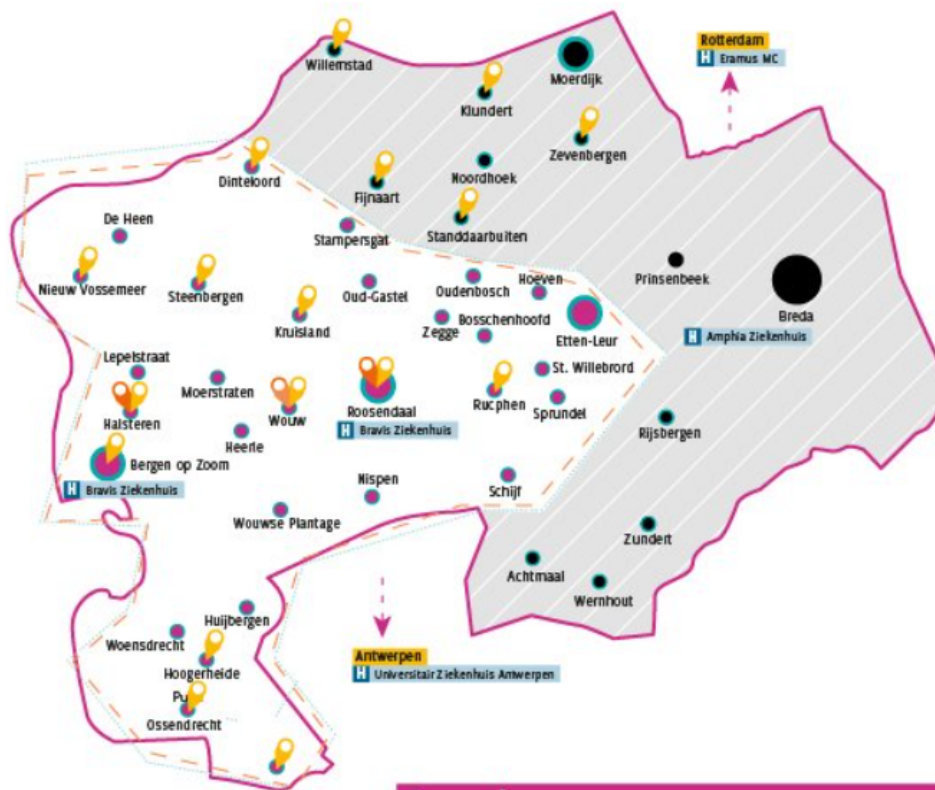 Rotterdam
H Eramus MC
Willemstad
Moerdijk
Klundert
Zevenbergen
Noordhoek
Dinteloord
Fijnaart
Standdaarbuiten
De Heen
Stampersgat
Prinsenbeek
Nieuw Vossemeer
Steenbergen
Oud-Gastel
Oudenbosch
Hoeven
Breda
Kruisland
Zegge
Bosschenhoofd
Etten-Leur
H Amphia Ziekenhuis
Lepelstraat
Moerstraten
St. Willebrord
Halsteren
Wouw
Roosendaal
Rucphen
Sprundel
H Bravis Ziekenhuis
Heerle
Rijsbergen
Bergen op Zoom
H Bravis Ziekenhuis
Nispen
Schijf
Wouwse Plantage
Zundert
Achtmaal
Wernhout
Huijbergen
Woensdrecht
Hoogerheide
Antwerpen
H Universitair Ziekenhuis Antwerpen
Ossendrecht